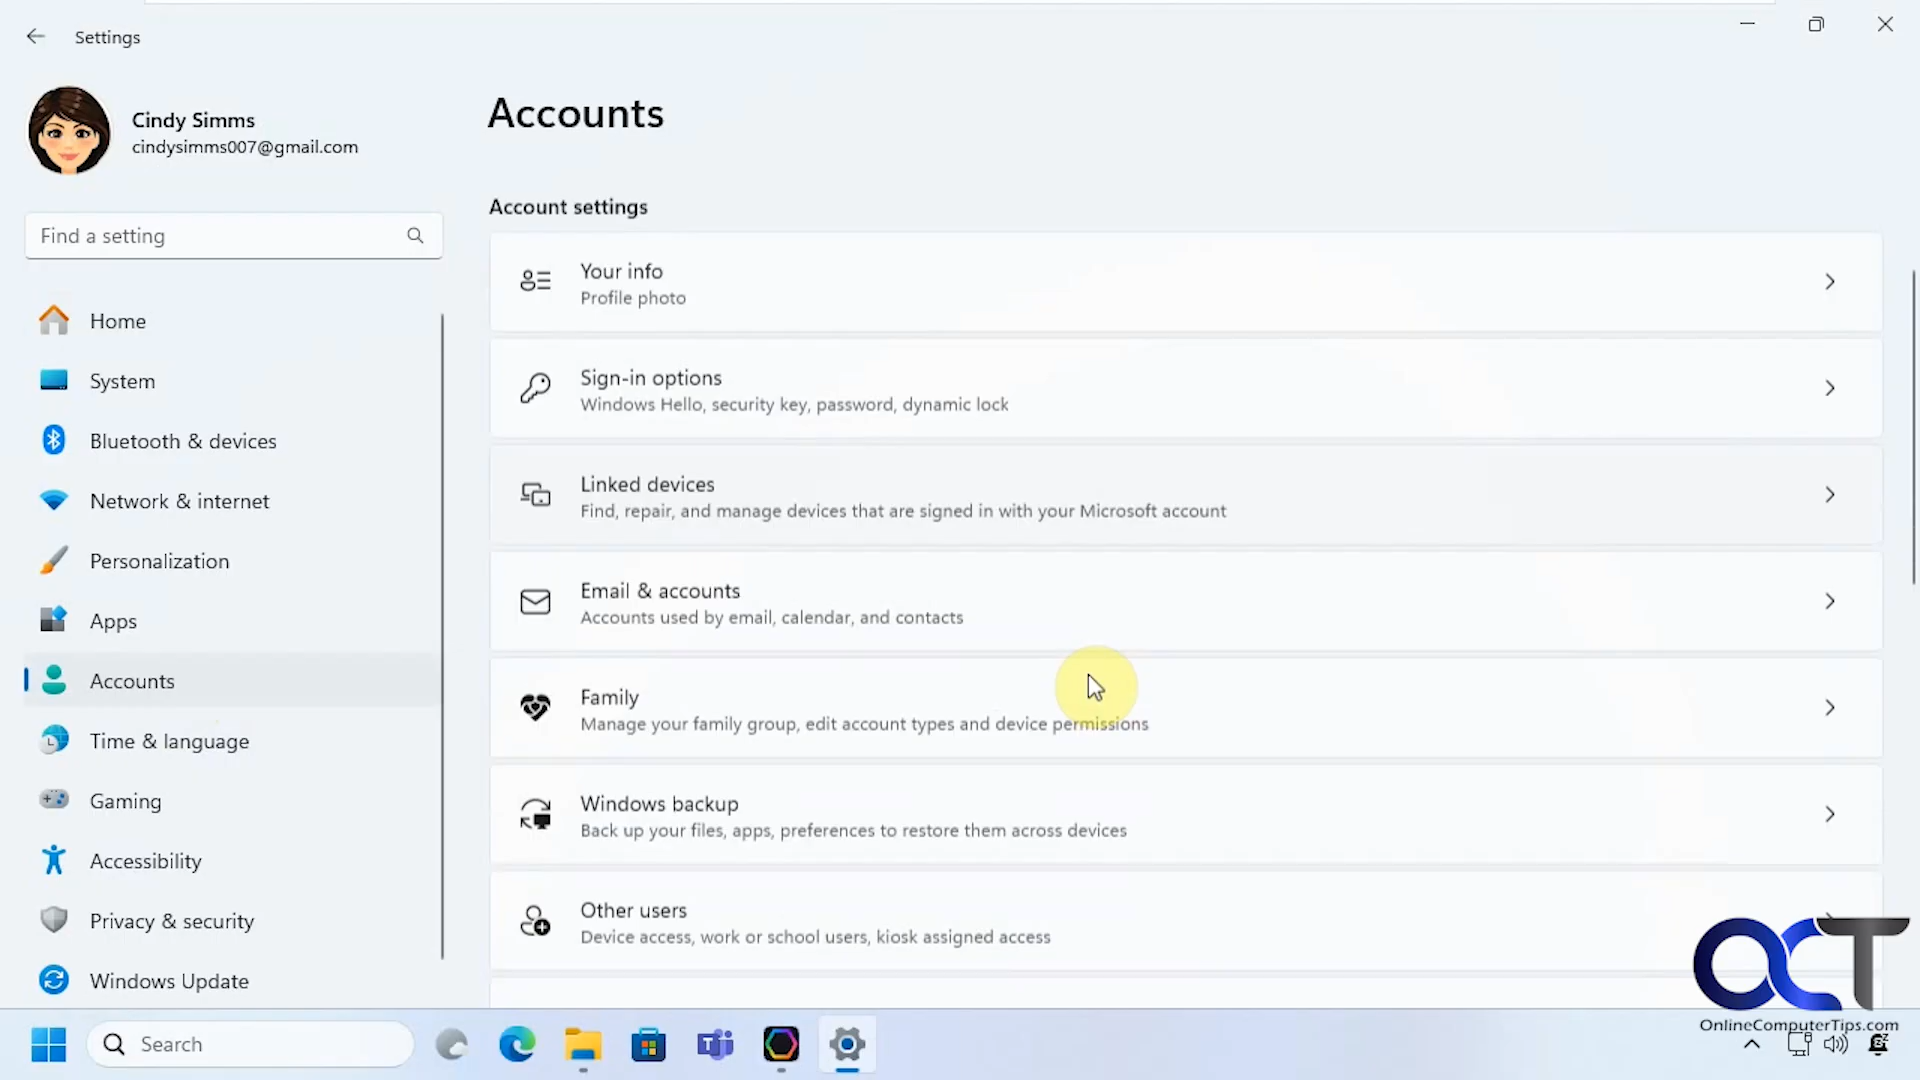 Settings
Cindy Simms
cindysimms007@gmail.com
Find a setting
Home
System
Bluetooth & devices
Network & internet
Personalization
Apps
Accounts
Time & language
Gaming
Accessibility
Privacy & security
Windows Update
Accounts
Account settings
Your info
Profile photo
Sign-in options
Windows Hello, security key, password, dynamic lock
Linked devices
Find, repair, and manage devices that are signed in with your Microsoft account
Email & accounts
Accounts used by email, calendar, and contacts
Family
Manage your family group, edit account types and device permissions
Windows backup
Back up your files, apps, preferences to restore them across devices
Other users
Device access, work or school users, kiosk assigned access
OCT
OnlineComputerTips.com
Search